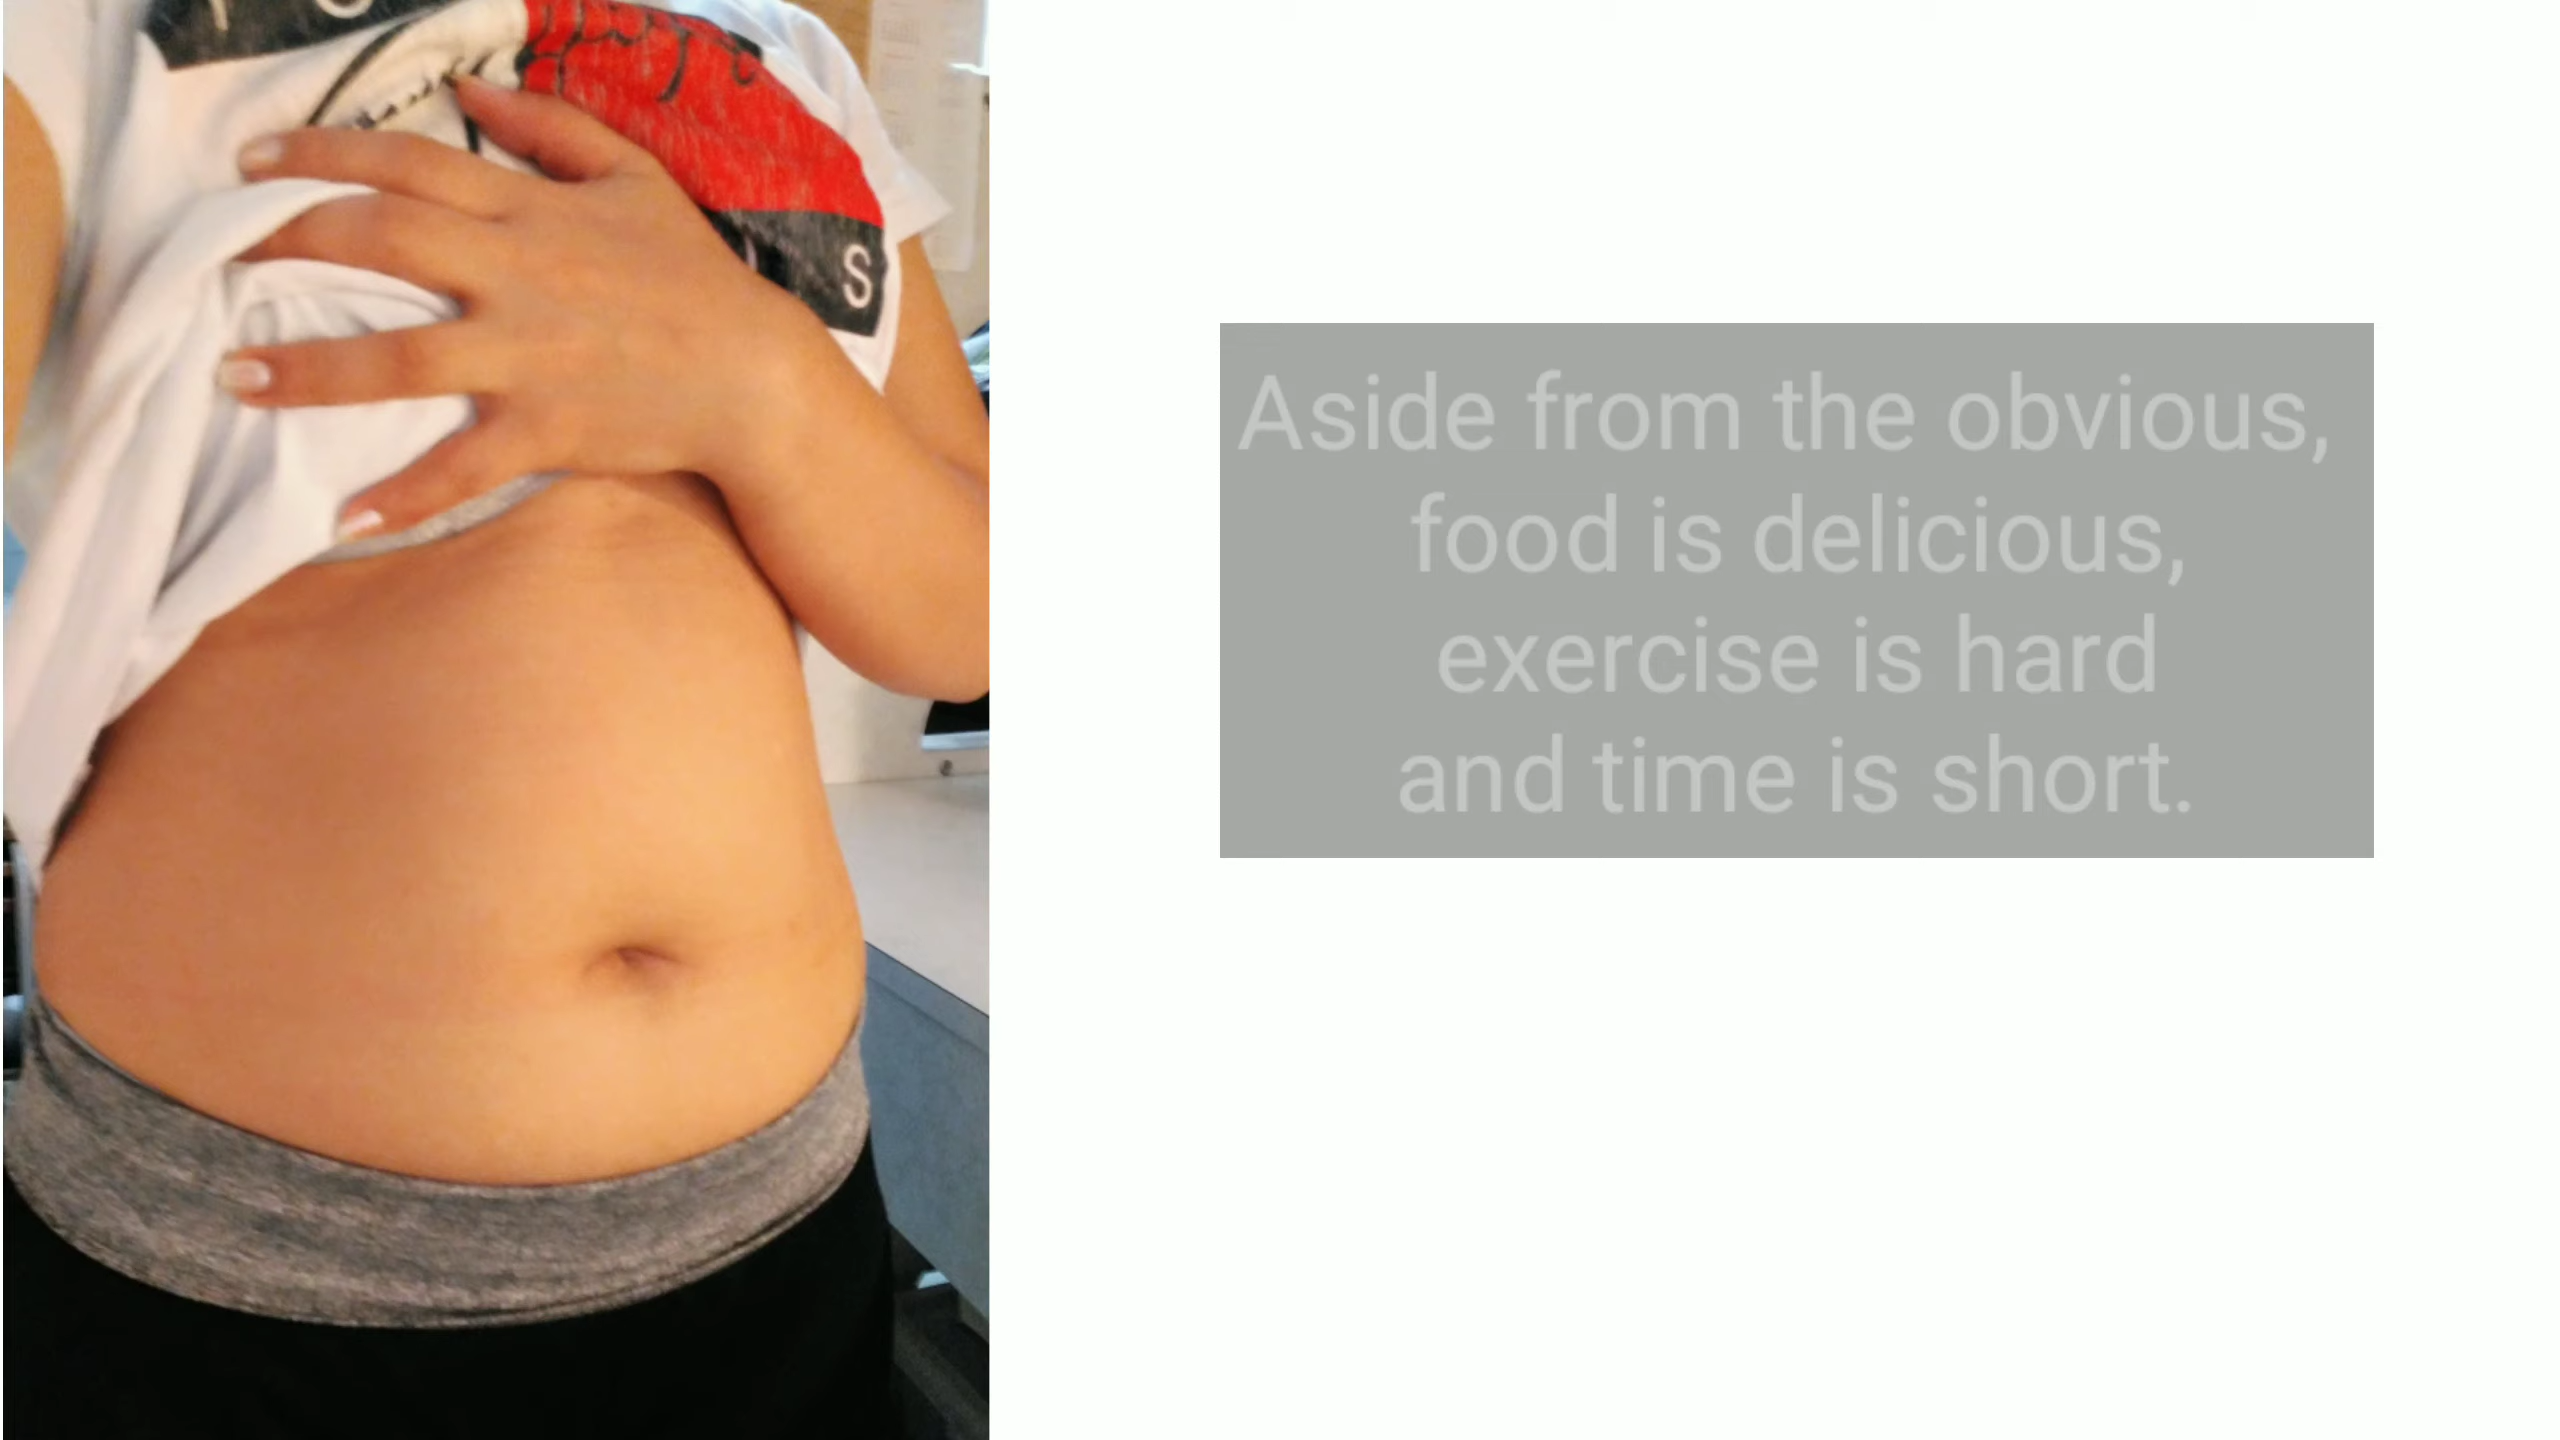 S
Aside from the obvious,
food is delicious,
exercise is hard
and time is short.